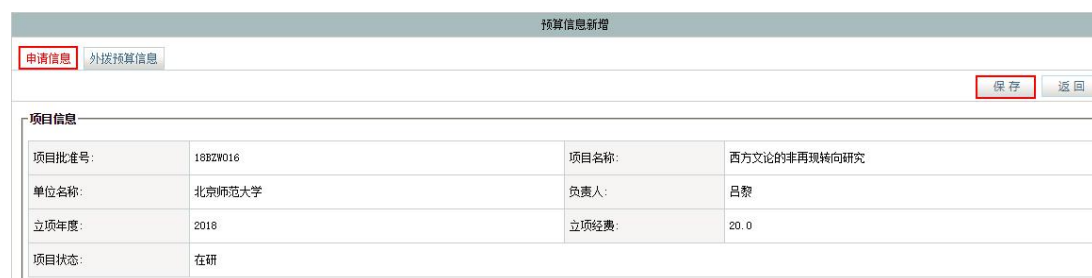 预算信息新增
申请信息 外拨预算信息
保存 返回
项目信息
项目批准号: 18BZW016 项目名称: 西方文论的非再现转向研究
单位名称: 北京师范大学 负责人: 吕黎
立项年度: 2018 立项经费: 20.0
项目状态: 在研